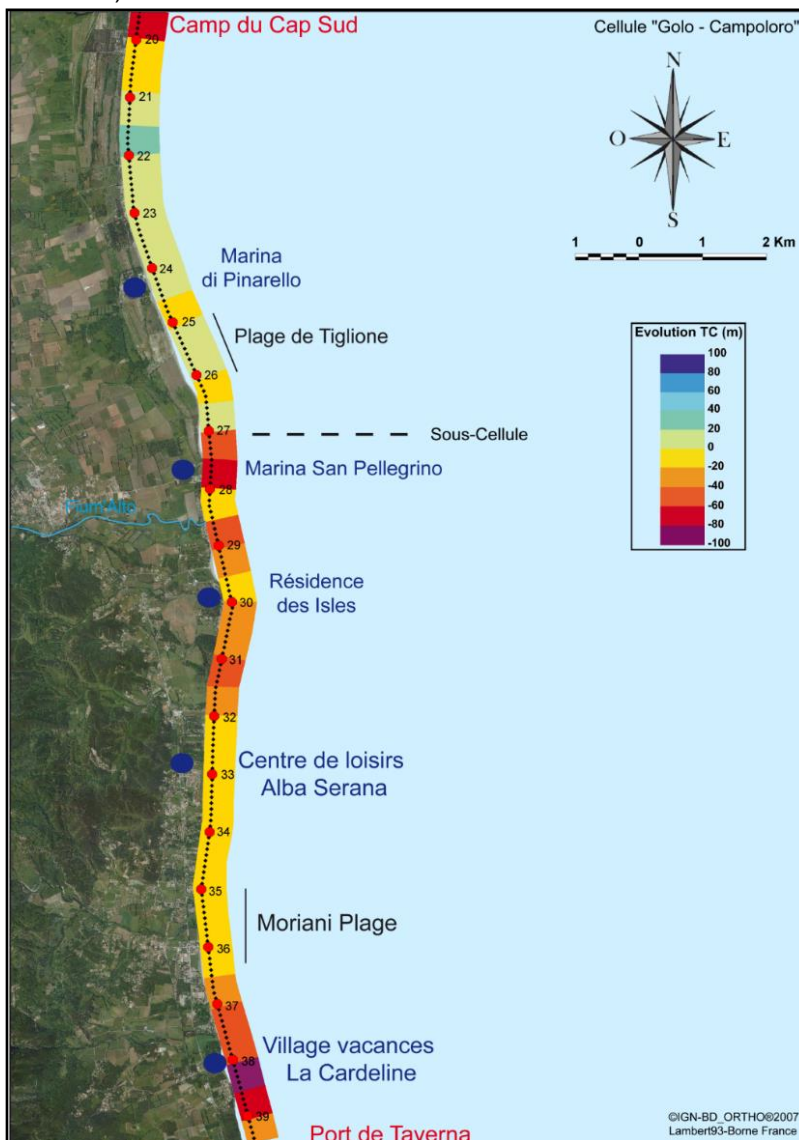 Camp du Cap Sud
Cellule "Golo - Campoloro"
N
O
E
S
1 0 1 2 Km
20
21
22
23
24
Marina
di Pinarello
25
Plage de Tiglione
26
27
Sous-Cellule
Marina San Pellegrino
28
Fium'Alto
29
Résidence
des Isles
30
31
32
33
Centre de loisirs
Alba Serana
34
35
Moriani Plage
36
37
38
Village vacances
La Cardeline
39
Port de Taverna
Evolution TC (m)
100
80
60
40
20
0
-20
-40
-60
-80
-100
©IGN-BD_ORTHO®2007
Lambert93-Borne France